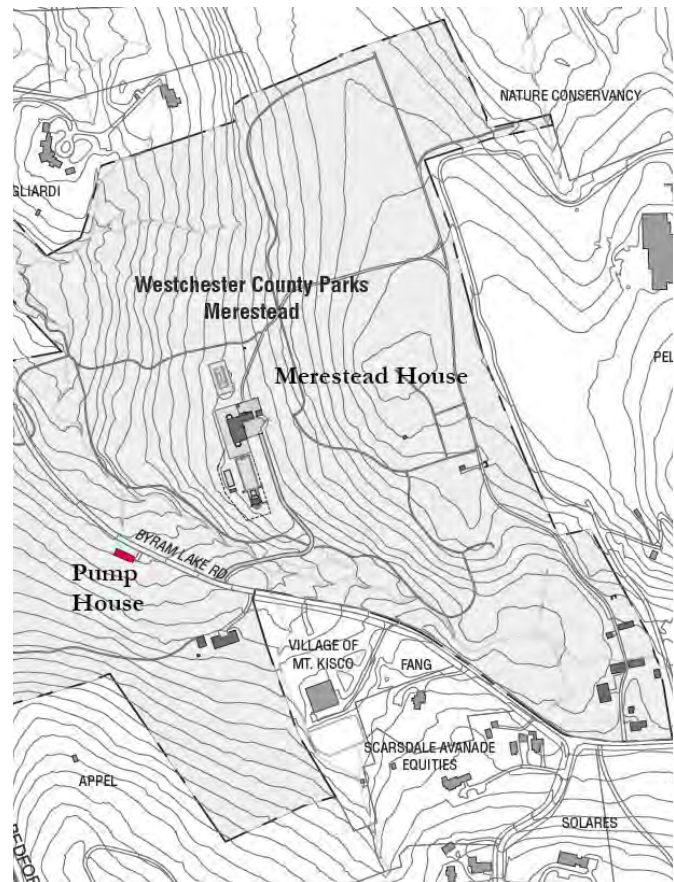 NATURE CONSERVANCY
GLIARDI
Westchester County Parks
Merestead
Merestead House
PEL
BYRAM LAKE RD
Pump
House
VILLAGE OF
MT. KISCO
FANG
SCARSDALE AVANADE
EQUITIES
APPEL
SOLARES
BEDFOR